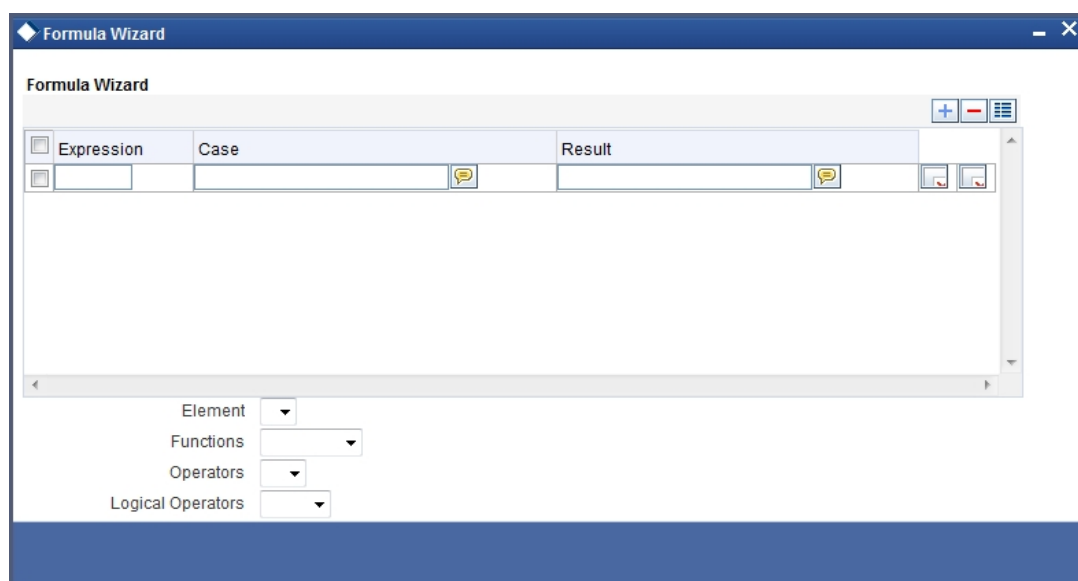 Formula Wizard
Formula Wizard
Expression Case Result
Element
Functions
Operators
Logical Operators